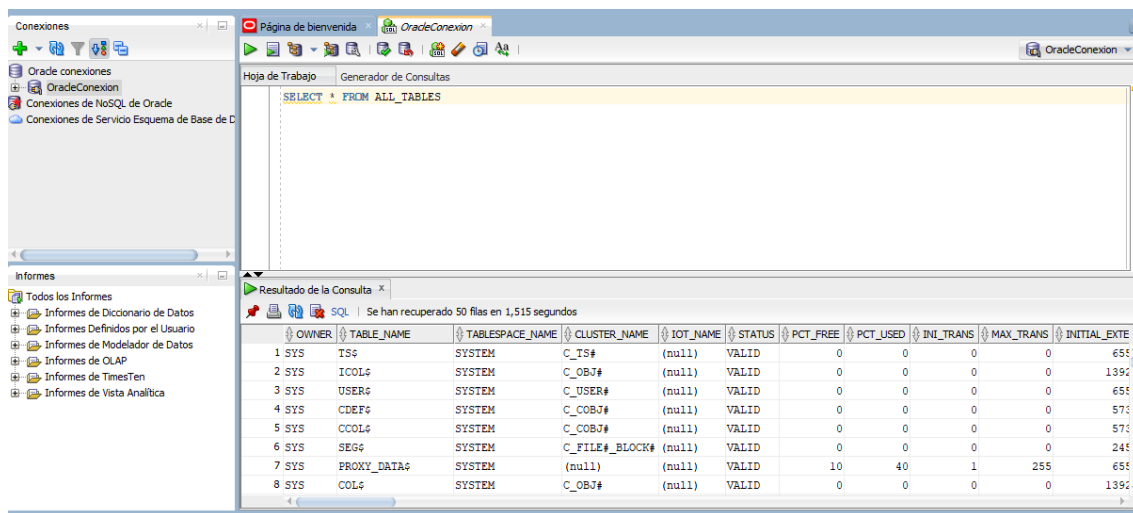 Conexiones
Oracle conexiones
OracleConexion
Conexiones de NoSQL de Oracle
Conexiones de Servicio Esquema de Base de D
Informes
Todos los Informes
Informes de Diccionario de Datos
Informes Definidos por el Usuario
Informes de Modelador de Datos
Informes de OLAP
Informes de TimesTen
Informes de Vista Analítica
Página de bienvenida
OracleConexion
OracleConexion
Hoja de Trabajo Generador de Consultas
SELECT * FROM ALL_TABLES
Resultado de la Consulta
SQL | Se han recuperado 50 filas en 1,515 segundos
OWNER TABLE_NAME TABLESPACE_NAME CLUSTER_NAME IOT_NAME STATUS PCT_FREE PCT_USED INI_TRANS MAX_TRANS INITIAL_EXTE
1 SYS TS$ SYSTEM C_TS# (null) VALID 0 0 0 0 655
2 SYS ICOL$ SYSTEM C_OBJ# (null) VALID 0 0 0 0 1392
3 SYS USER$ SYSTEM C_USER# (null) VALID 0 0 0 0 655
4 SYS CDEF$ SYSTEM C_COBJ# (null) VALID 0 0 0 0 573
5 SYS CCOL$ SYSTEM C_COBJ# (null) VALID 0 0 0 0 573
6 SYS SEG$ SYSTEM C_FILE#_BLOCK# (null) VALID 0 0 0 0 245
7 SYS PROXY_DATA$ SYSTEM (null) (null) VALID 10 40 1 255 655
8 SYS COL$ SYSTEM C_OBJ# (null) VALID 0 0 0 0 1392